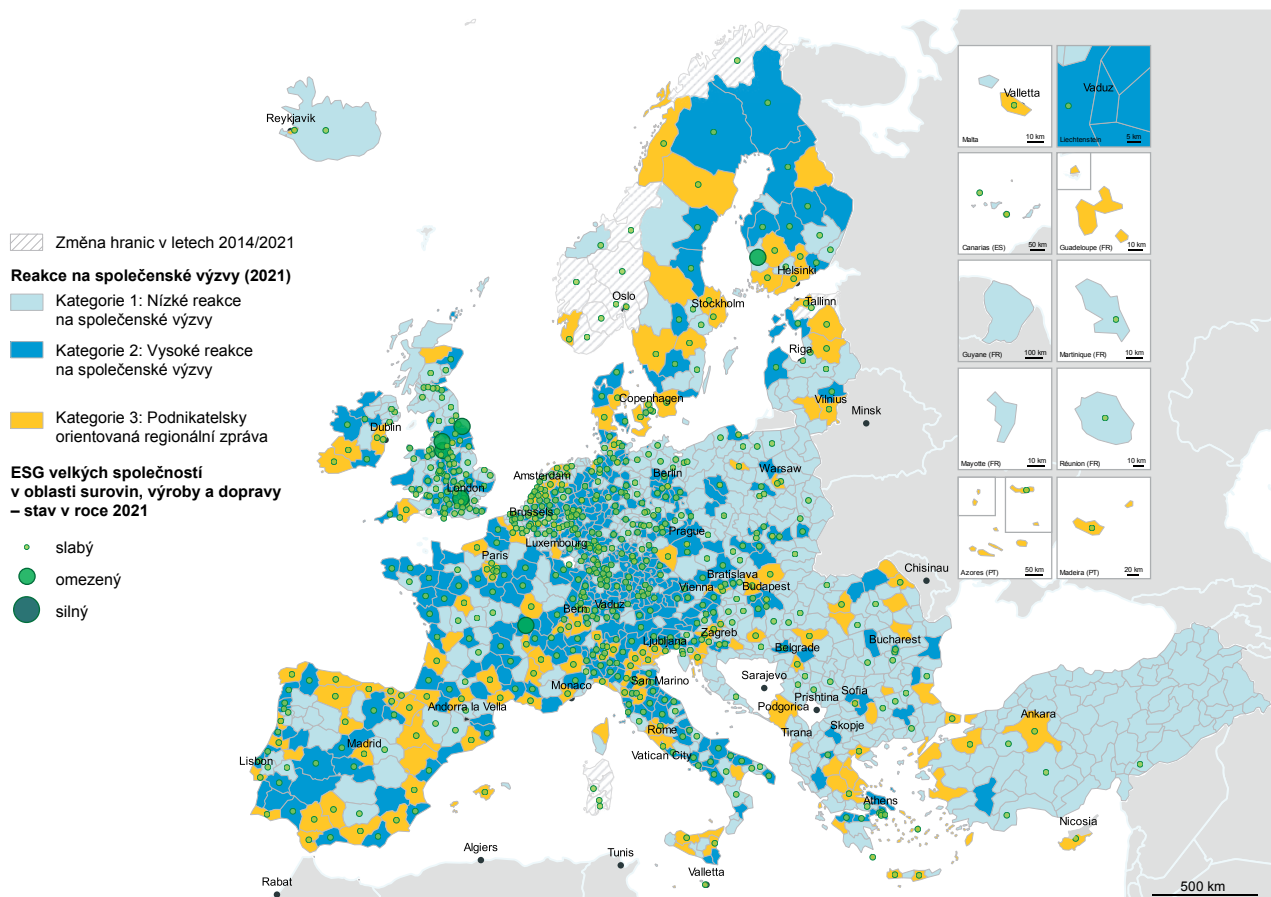 Změna hranic v letech 2014/2021
Reakce na společenské výzvy (2021)
Kategorie 1: Nízké reakce
na společenské výzvy
Kategorie 2: Vysoké reakce
na společenské výzvy
Kategorie 3: Podnikatelsky
orientovaná regionální zpráva
ESG velkých společností
v oblasti surovin, výroby a dopravy
– stav v roce 2021
slabý
omezený
silný
Reykjavik
Oslo
Stockholm
Helsinki
Tallinn
Riga
Vilnius
Minsk
Copenhagen
Dublin
London
Amsterdam
Berlin
Warsaw
Brussels
Luxembourg
Prague
Paris
Bratislava
Vienna
Budapest
Chisinau
Bern
Vaduz
Ljubljana
Zagreb
Belgrade
Bucharest
San Marino
Monaco
Sarajevo
Andorra la Vella
Prishtina
Sofia
Podgorica
Skopje
Tirana
Rome
Vatican City
Madrid
Lisbon
Ankara
Athens
Nicosia
Algiers
Tunis
Valletta
Rabat
500 km
Valletta
Malta
10 km
Vaduz
Liechtenstein
5 km
Canarias (ES)
50 km
Guadeloupe (FR)
10 km
Guyane (FR)
100 km
Martinique (FR)
10 km
Mayotte (FR)
10 km
Réunion (FR)
10 km
Azores (PT)
50 km
Madeira (PT)
20 km